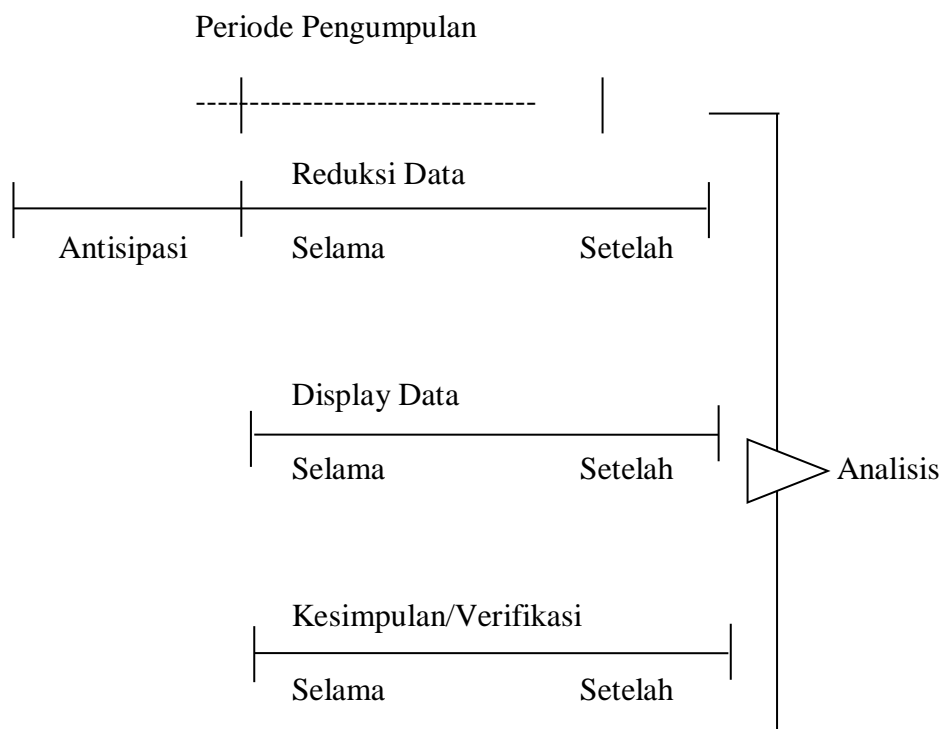 Periode Pengumpulan
Reduksi Data
Antisipasi Selama Setelah
Display Data
Selama Setelah
Analisis
Kesimpulan/Verifikasi
Selama Setelah